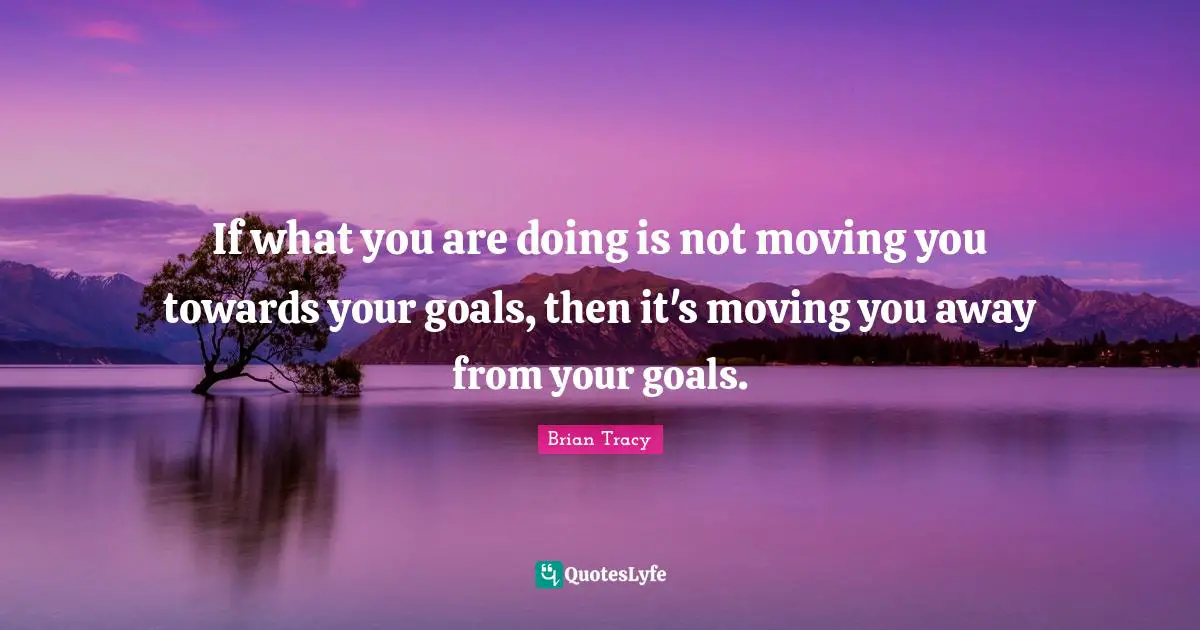 If what you are doing is not moving you
towards your goals, then it's moving you away
from your goals.
Brian Tracy
QuotesLyfe